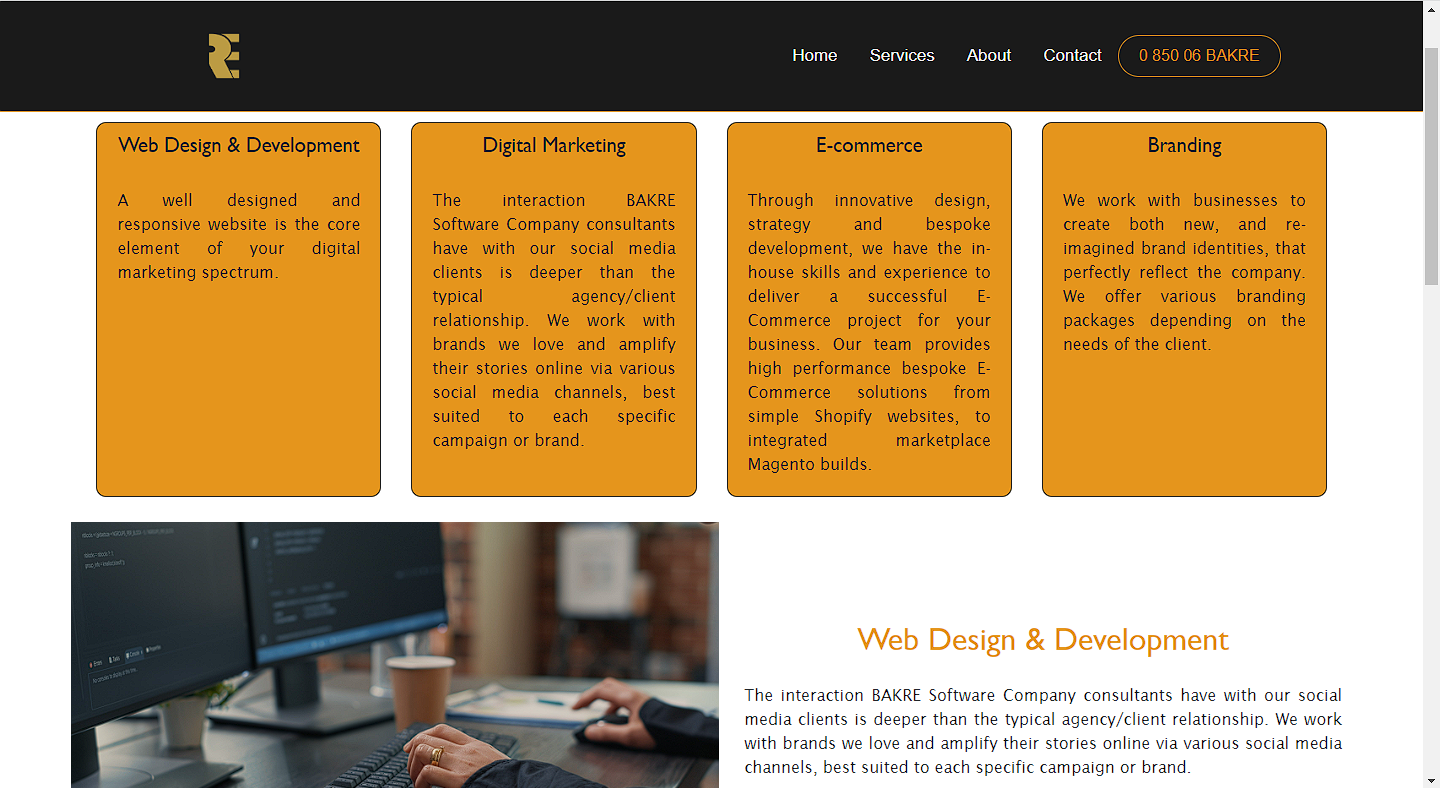 RE
Home Services About Contact 0 850 06 BAKRE
Web Design & Development
A well designed and
responsive website is the core
element of your digital
marketing spectrum.
Digital Marketing
The interaction BAKRE
Software Company consultants
have with our social media
clients is deeper than the
typical agency/client
relationship. We work with
brands we love and amplify
their stories online via various
social media channels, best
suited to each specific
campaign or brand.
E-commerce
Through innovative design,
strategy and bespoke
development, we have the in-
house skills and experience to
deliver a successful E-
Commerce project for your
business. Our team provides
high performance bespoke E-
Commerce solutions from
simple Shopify websites, to
integrated marketplace
Magento builds.
Branding
We work with businesses to
create both new, and re-
imagined brand identities, that
perfectly reflect the company.
We offer various branding
packages depending on the
needs of the client.
Web Design & Development
The interaction BAKRE Software Company consultants have with our social
media clients is deeper than the typical agency/client relationship. We work
with brands we love and amplify their stories online via various social media
channels, best suited to each specific campaign or brand.